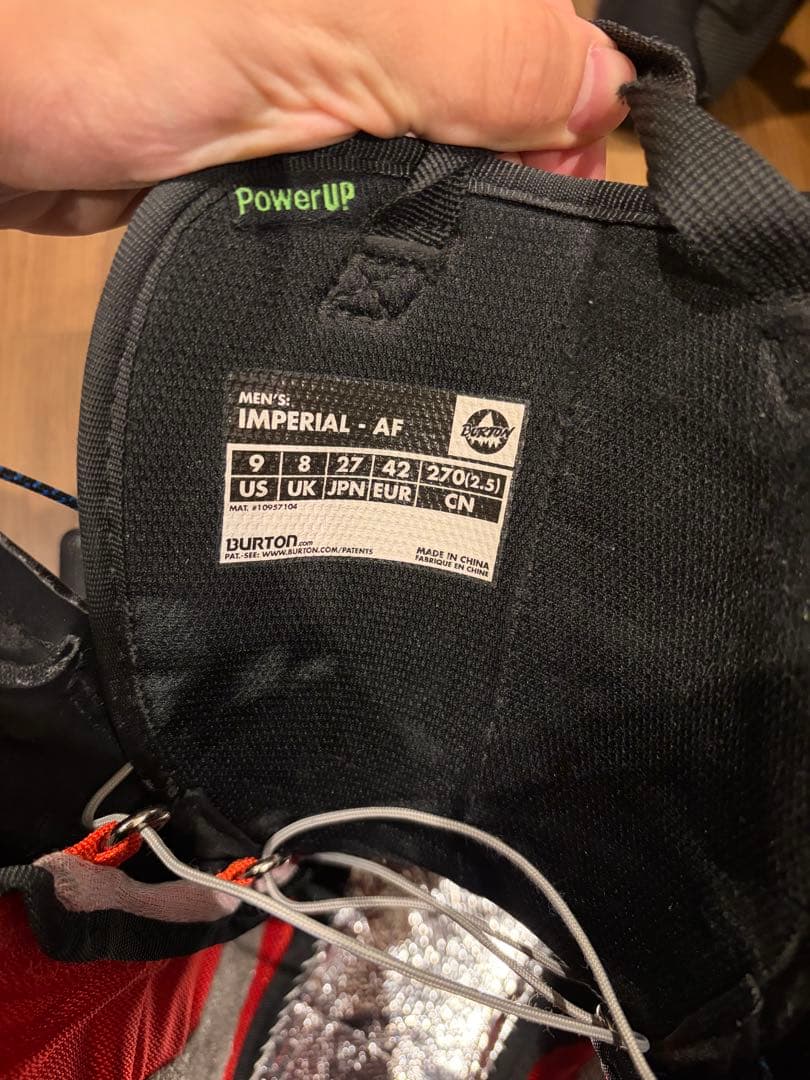 PowerUP
MEN'S:
IMPERIAL - AF
BURTON
9 8 27 42 270(2.5)
US UK JPN EUR CN
MAT. #10957104
BURTON.com
PAT.-SEE: WWW.BURTON.COM/PATENTS
MADE IN CHINA
FABRIQUE EN CHINE